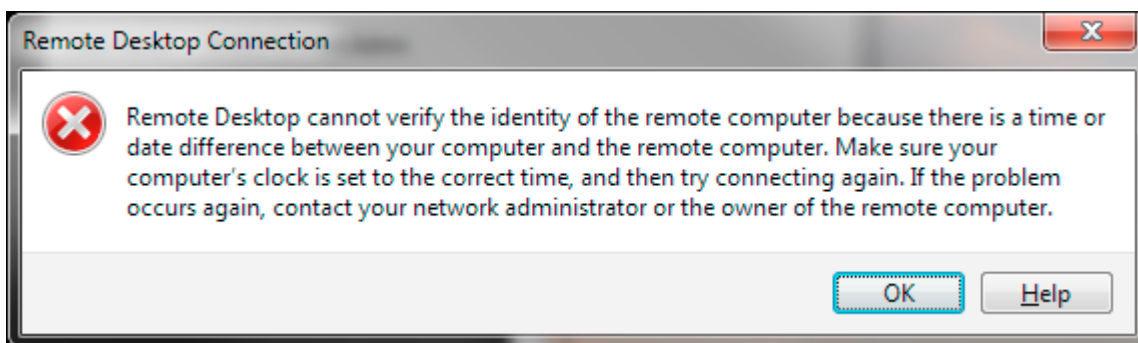 Remote Desktop Connection
Remote Desktop cannot verify the identity of the remote computer because there is a time or
date difference between your computer and the remote computer. Make sure your
computer's clock is set to the correct time, and then try connecting again. If the problem
occurs again, contact your network administrator or the owner of the remote computer.
OK Help